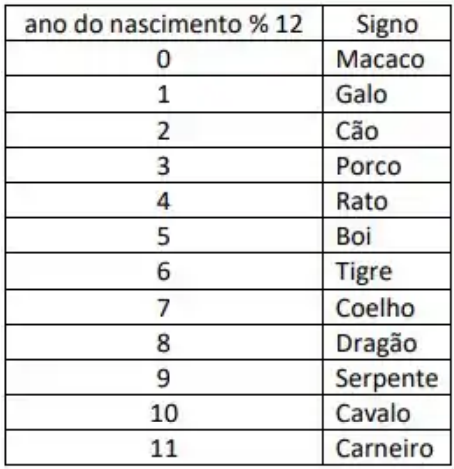 ano do nascimento % 12 Signo
0 Macaco
1 Galo
2 Cão
3 Porco
4 Rato
5 Boi
6 Tigre
7 Coelho
8 Dragão
9 Serpente
10 Cavalo
11 Carneiro